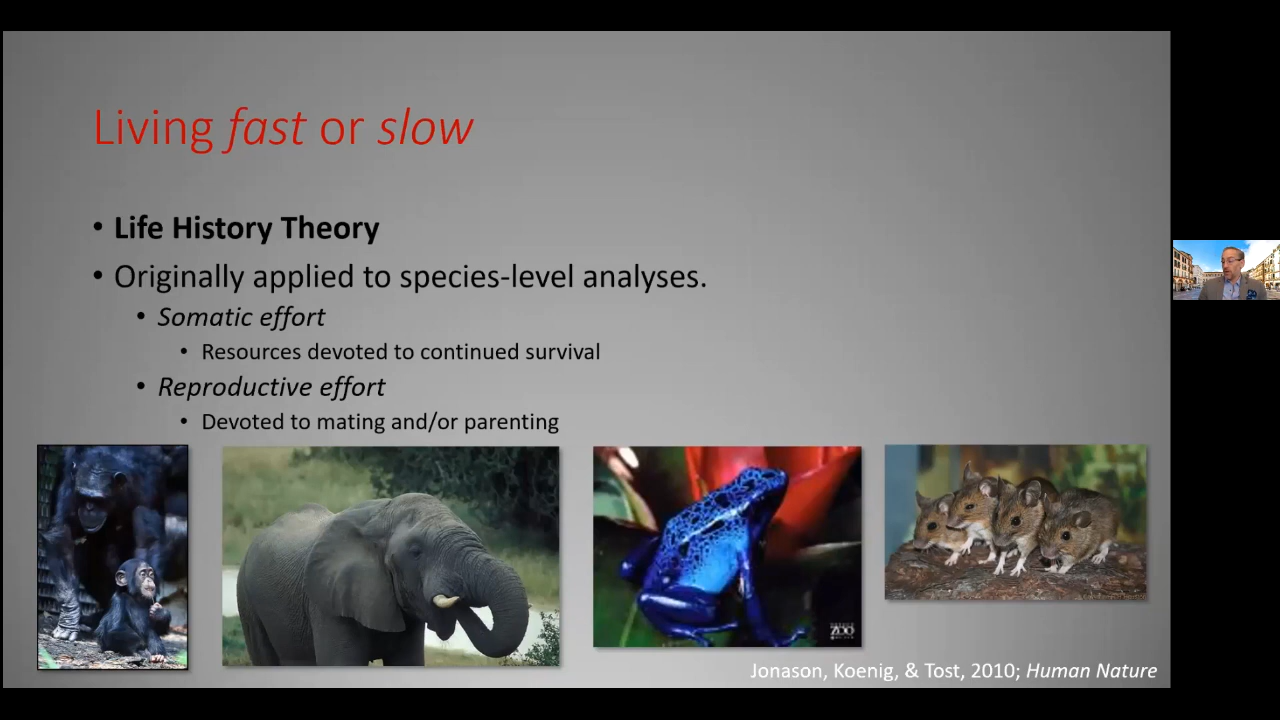 Living fast or slow
• Life History Theory
• Originally applied to species-level analyses.
• Somatic effort
• Resources devoted to continued survival
• Reproductive effort
• Devoted to mating and/or parenting
ZOO
Jonason, Koenig, & Tost, 2010; Human Nature